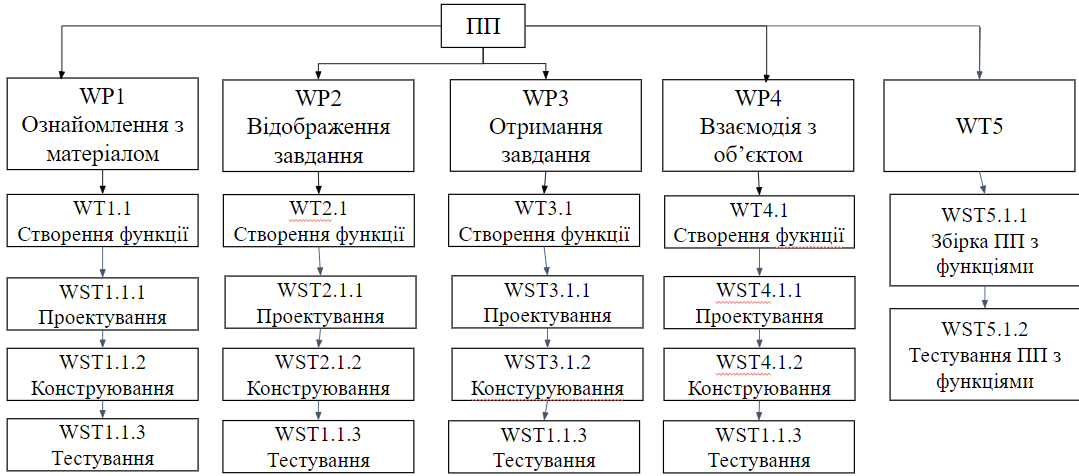 ПП
WP1
Ознайомлення з
матеріалом
WP2
Відображення
завдання
WP3
Отримання
завдання
WP4
Взаємодія з
об’єктом
WT5
WT1.1
Створення функції
WT2.1
Створення функції
WT3.1
Створення функції
WT4.1
Створення фукнції
WST5.1.1
Збірка ПП з
функціями
WST1.1.1
Проектування
WST2.1.1
Проектування
WST3.1.1
Проектування
WST4.1.1
Проектування
WST5.1.2
Тестування ПП з
функціями
WST1.1.2
Конструювання
WST2.1.2
Конструювання
WST3.1.2
Констуруювання
WST4.1.2
Конструювання
WST1.1.3
Тестування
WST1.1.3
Тестування
WST1.1.3
Тестування
WST1.1.3
Тестування